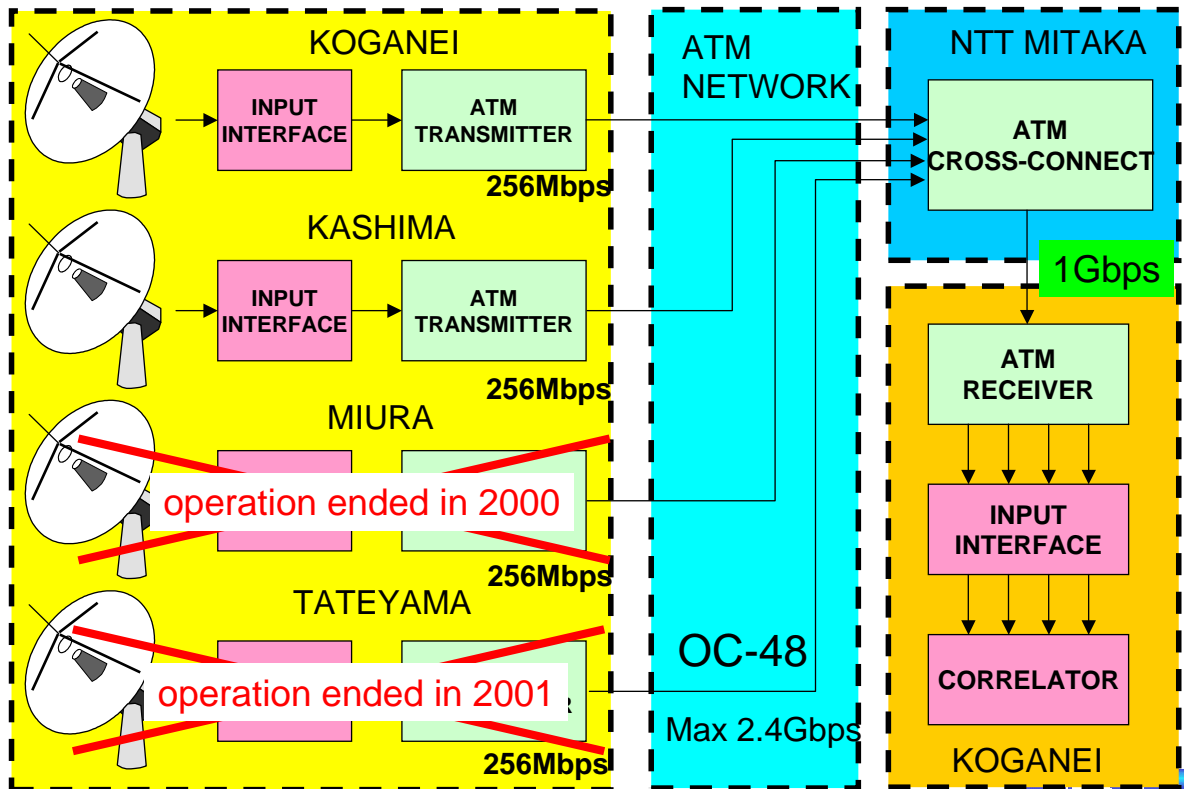 KOGANEI
INPUT
INTERFACE
ATM
TRANSMITTER
256Mbps
KASHIMA
INPUT
INTERFACE
ATM
TRANSMITTER
256Mbps
MIURA
operation ended in 2000
256Mbps
TATEYAMA
operation ended in 2001
R
256Mbps
ATM
NETWORK
OC-48
Max 2.4Gbps
NTT MITAKA
ATM
CROSS-CONNECT
1Gbps
ATM
RECEIVER
INPUT
INTERFACE
CORRELATOR
KOGANEI